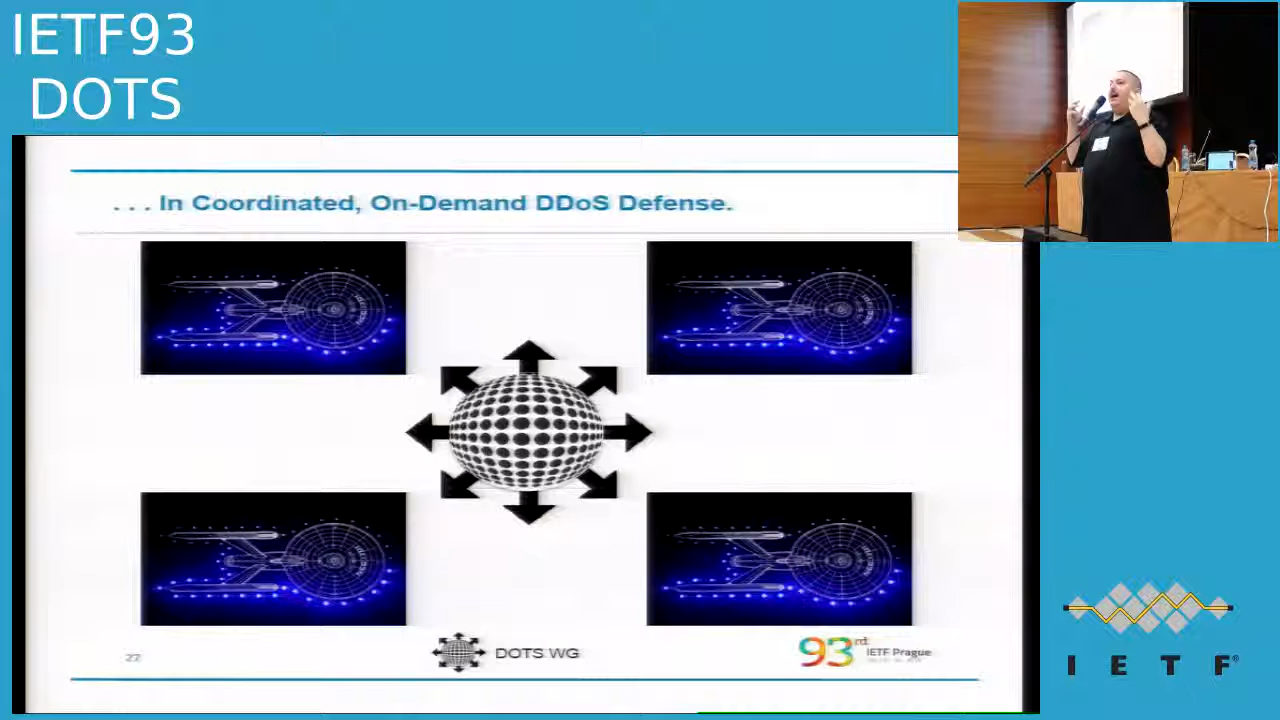 IETF93
DOTS
. . . In Coordinated, On-Demand DDoS Defense.
27
DOTS WG
93rd
IETF Prague
I E T F®